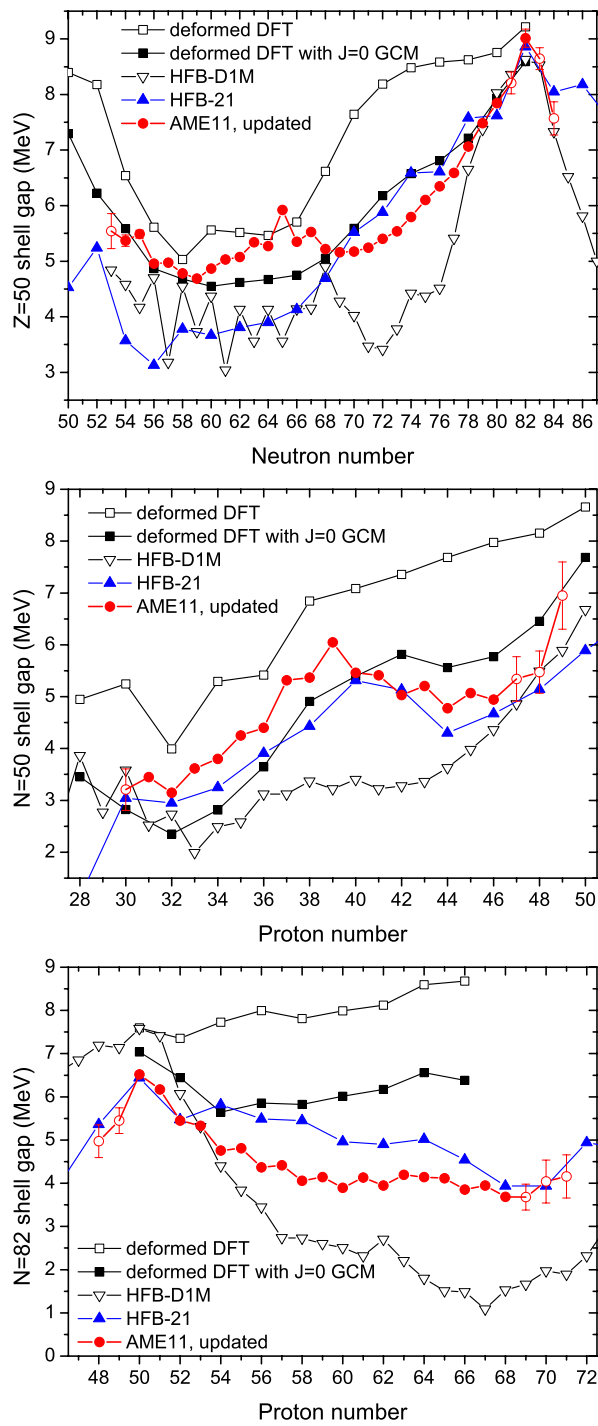 deformed DFT
deformed DFT with J=0 GCM
HFB-D1M
HFB-21
AME11, updated
Z=50 shell gap (MeV)
9
8
7
6
5
4
3
50 52 54 56 58 60 62 64 66 68 70 72 74 76 78 80 82 84 86
Neutron number
deformed DFT
deformed DFT with J=0 GCM
HFB-D1M
HFB-21
AME11, updated
N=50 shell gap (MeV)
9
8
7
6
5
4
3
2
28 30 32 34 36 38 40 42 44 46 48 50
Proton number
N=82 shell gap (MeV)
9
8
7
6
5
4
3
2
1
0
deformed DFT
deformed DFT with J=0 GCM
HFB-D1M
HFB-21
AME11, updated
48 50 52 54 56 58 60 62 64 66 68 70 72
Proton number